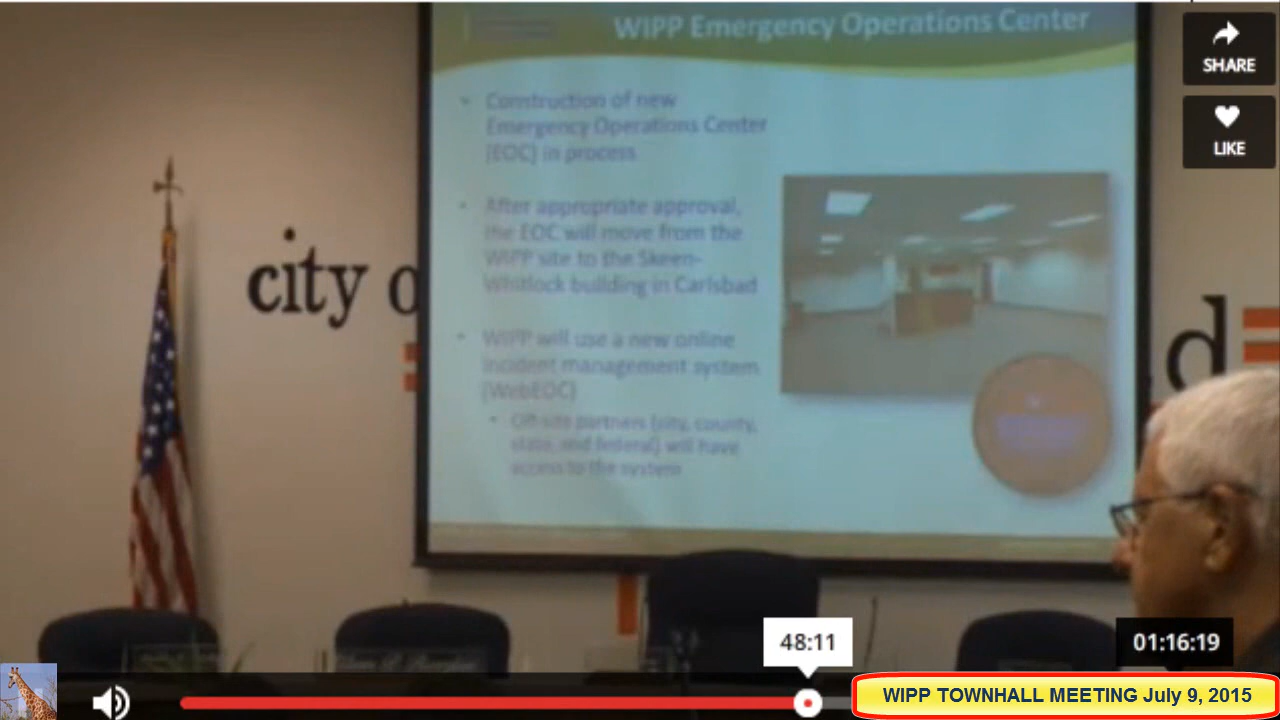 WIPP Emergency Operations Center
SHARE
LIKE
• Construction of new
Emergency Operations Center
(EOC) in process
• After appropriate approval,
the EOC will move from the
WIPP site to the Skeen-
Whitlock building in Carlsbad
• WIPP will use a new online
incident management system
(WebEOC)
• Off-site partners (city, county,
state, and federal) will have
access to the system
city o
d
48:11
01:16:19
WIPP TOWNHALL MEETING July 9, 2015